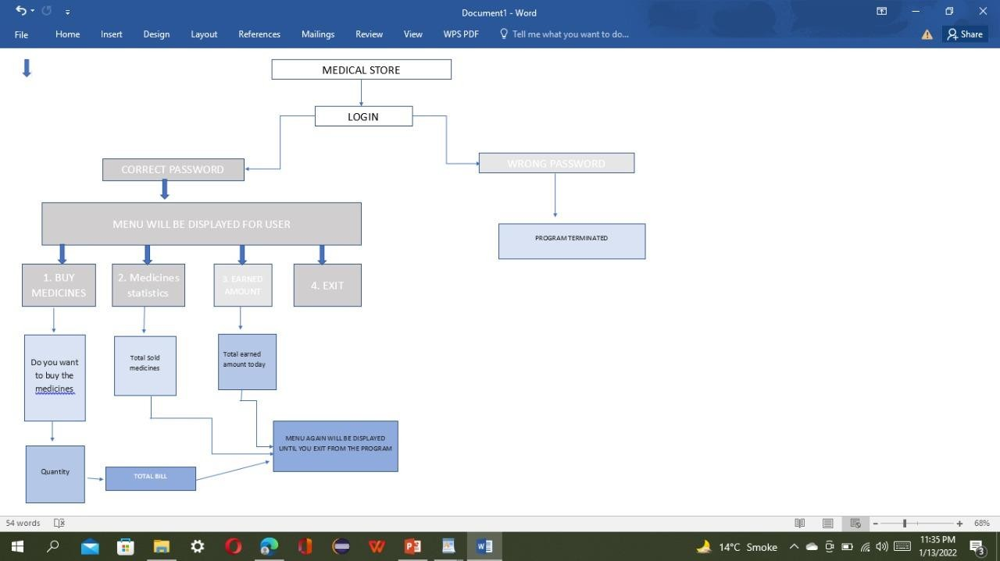 Document1 - Word
File Home Insert Design Layout References Mailings Review View WPS PDF Tell me what you want to do... Share
MEDICAL STORE
LOGIN
CORRECT PASSWORD
WRONG PASSWORD
MENU WILL BE DISPLAYED FOR USER
PROGRAM TERMINATED
1. BUY
MEDICINES
2. Medicines
statistics
3. EARNED
AMOUNT
4. EXIT
Do you want
to buy the
medicines
Total Sold
medicines
Total earned
amount today
MENU AGAIN WILL BE DISPLAYED
UNTIL YOU EXIT FROM THE PROGRAM
Quantity
TOTAL BILL
54 words
68%
14°C Smoke
11:35 PM
1/13/2022
3